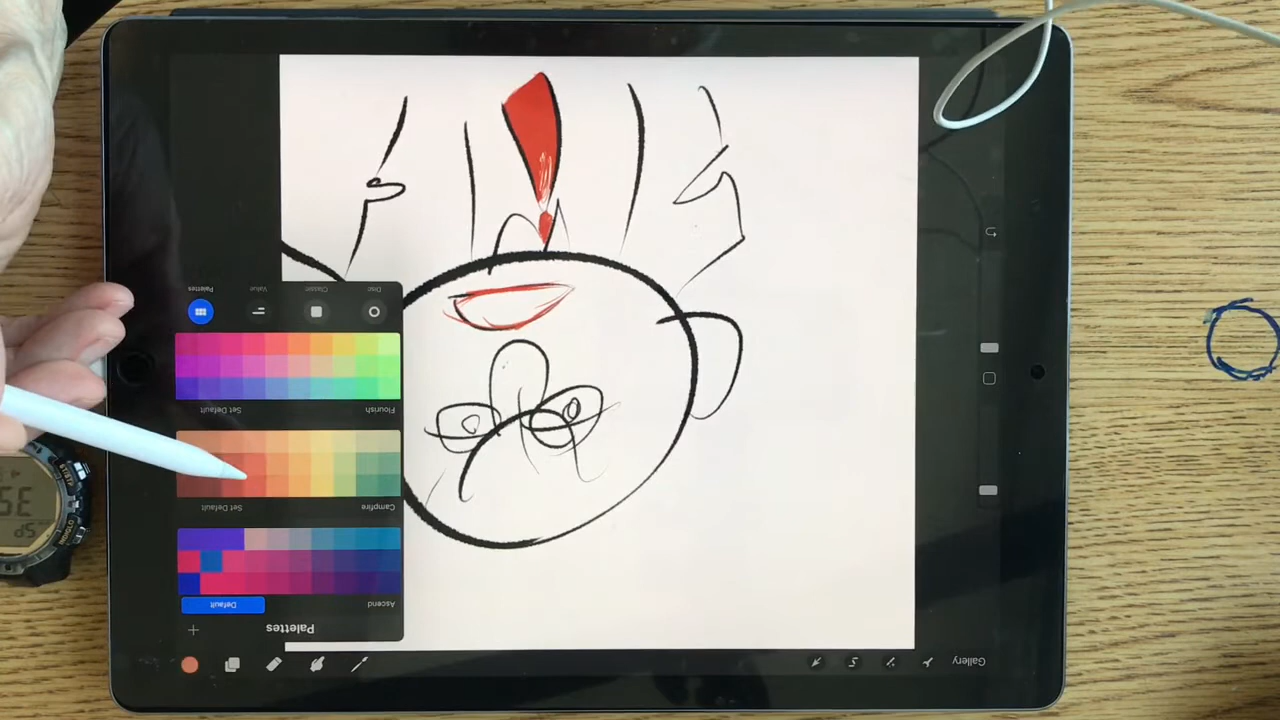 Gallery
Palettes
Ascend
Default
Campfire
Set Default
Flourish
Set Default
Disc
Classic
Value
Palettes